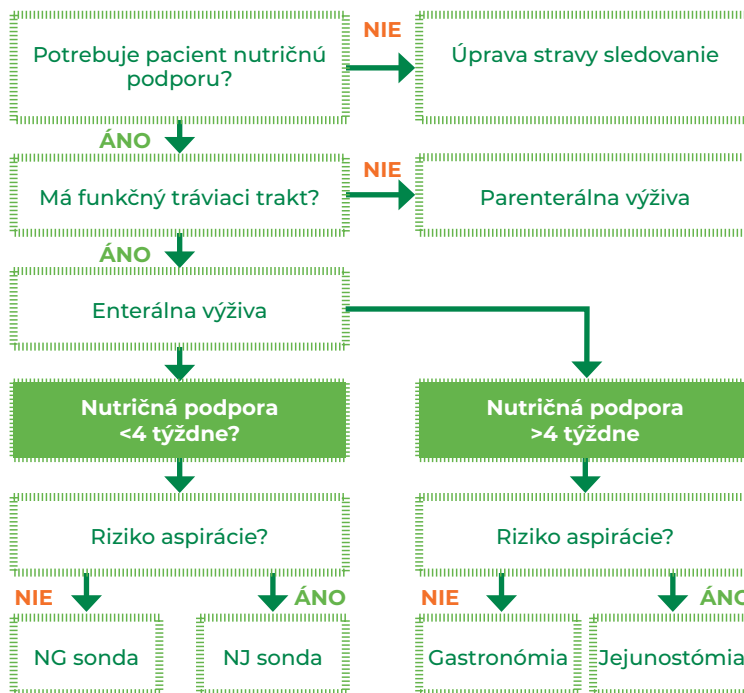 Potrebuje pacient nutričnú
podporu?
NIE
Úprava stravy sledovanie
ÁNO
Má funkčný tráviaci trakt?
NIE
Parenterálna výživa
ÁNO
Enterálna výživa
Nutričná podpora
<4 týždne?
Nutričná podpora
>4 týždne
Riziko aspirácie?
Riziko aspirácie?
NIE
ÁNO
NIE
ÁNO
NG sonda
NJ sonda
Gastronómia
Jejunostómia